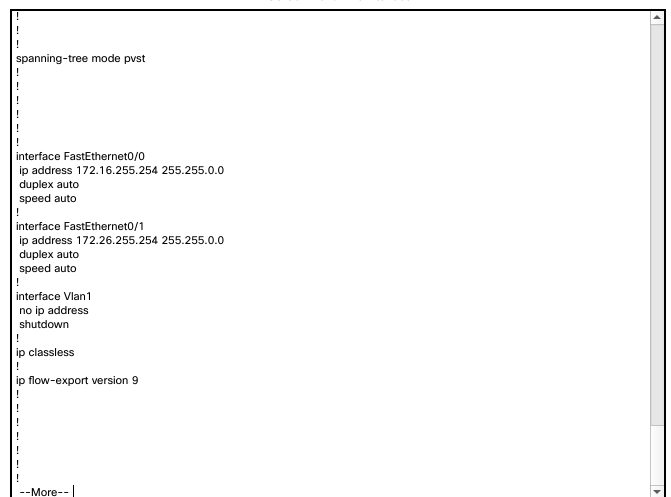 !
!
!
spanning-tree mode pvst
!
!
!
!
!
!
interface FastEthernet0/0
 ip address 172.16.255.254 255.255.0.0
 duplex auto
 speed auto
!
interface FastEthernet0/1
 ip address 172.26.255.254 255.255.0.0
 duplex auto
 speed auto
!
interface Vlan1
 no ip address
 shutdown
!
ip classless
!
ip flow-export version 9
!
!
!
!
!
!
!
 --More--